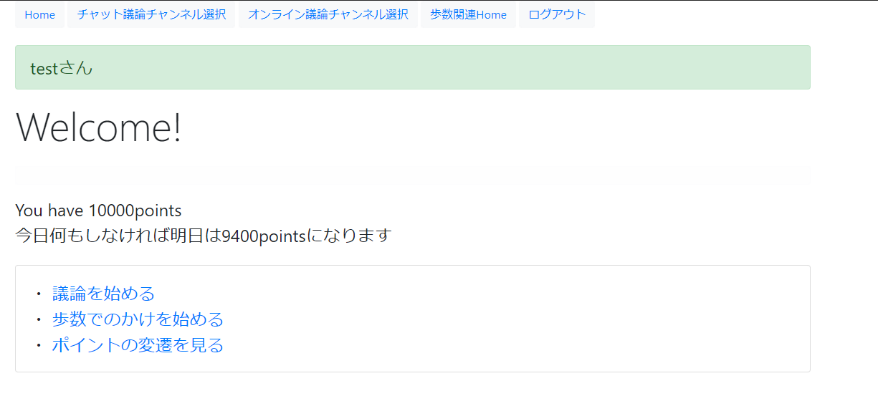 Home チャット議論チャンネル選択 オンライン議論チャンネル選択 歩数関連Home ログアウト
testさん
Welcome!
You have 10000points
今日何もしなければ明日は9400pointsになります
・ 議論を始める
・ 歩数でのかけを始める
・ ポイントの変遷を見る